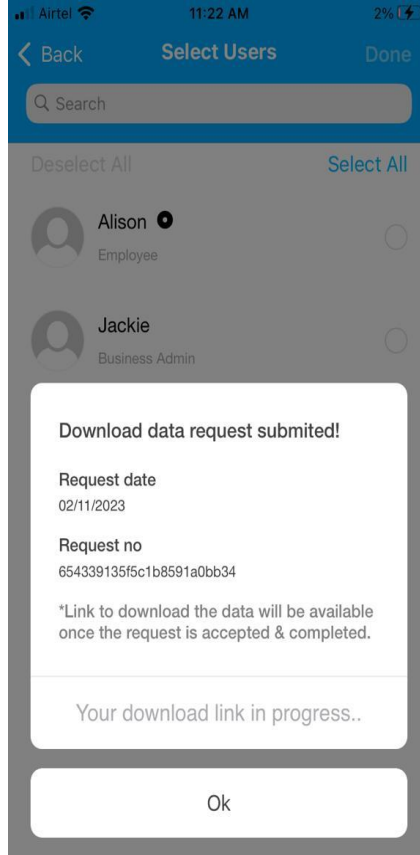 Airtel 11:22 AM 2%
Back Select Users Done
Search
Deselect All Select All
Alison
Employee
Jackie
Business Admin
Download data request submited!
Request date
02/11/2023
Request no
654339135f5c1b8591a0bb34
*Link to download the data will be available
once the request is accepted & completed.
Your download link in progress..
Ok